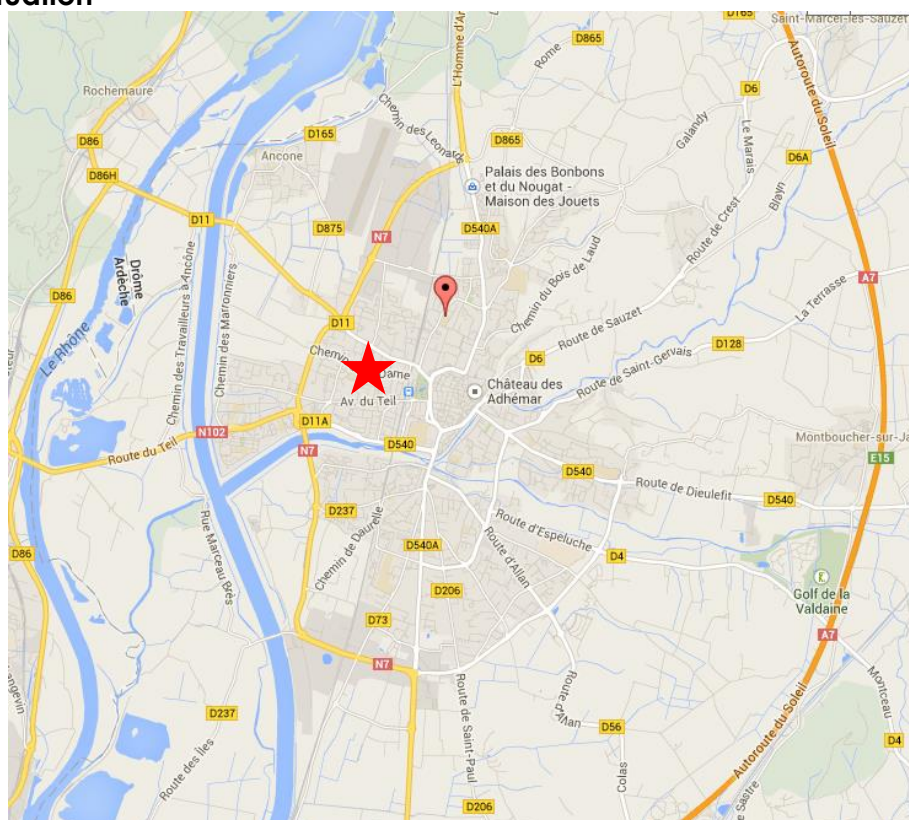 Saint-Marcel-lès-Sauzet
D165
D865
L'Homme d'Ar
Rome
D865
Autoroute du Soleil
Rochemaure
D6
D86
D165
Chemin des Leonards
D865
Galandy
Le Marais
D6A
Ancone
Palais des Bonbons
et du Nougat -
Maison des Jouets
Blayn
D86H
D11
D875
N7
D540A
Route de Crest
Chemin du Bois de Laud
A7
La Terrasse
Drôme
Ardèche
D86
Le Rhône
Chemin des Travailleurs à Ancône
Chemin des Marronniers
D11
Route de Sauzet
D128
D6
Chemin
Dame
Route de Saint-Gervais
Château des
Adhémar
Av. du Teil
D11A
N102
Route du Teil
N7
D540
Montboucher-sur-Ja
E15
D540
Route de Dieulefit
D540
D237
Rue Marceau Brès
Chemin de Daurelle
Route d'Espeluche
D86
D540A
Route d'Allan
D4
D206
Golf de la
Valdaine
D73
A7
N7
Montceau
angevin
Route de Saint-Paul
Route d'Allan
D237
D56
Route des Îles
Colas
D4
Autoroute du Soleil
Sastre
D206